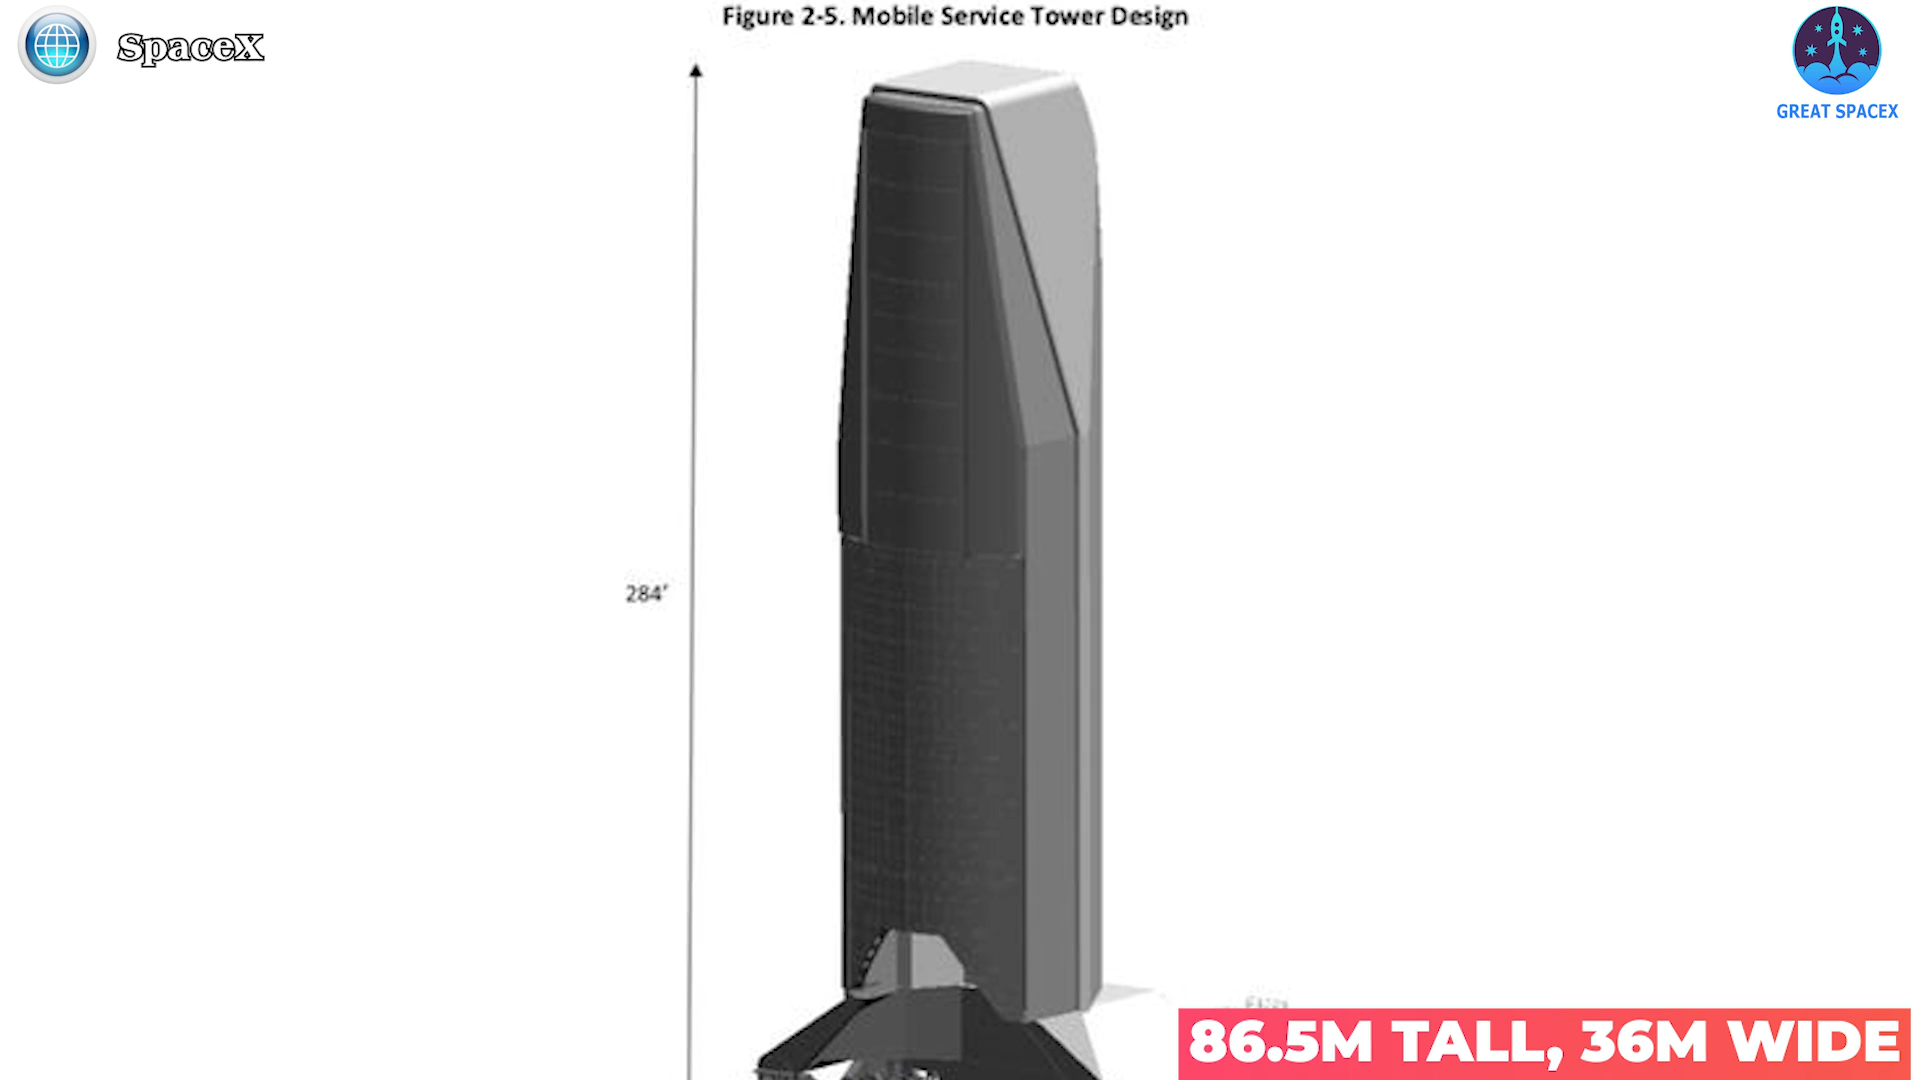 Figure 2-5. Mobile Service Tower Design
SpaceX
GREAT SPACEX
284'
86.5M TALL, 36M WIDE